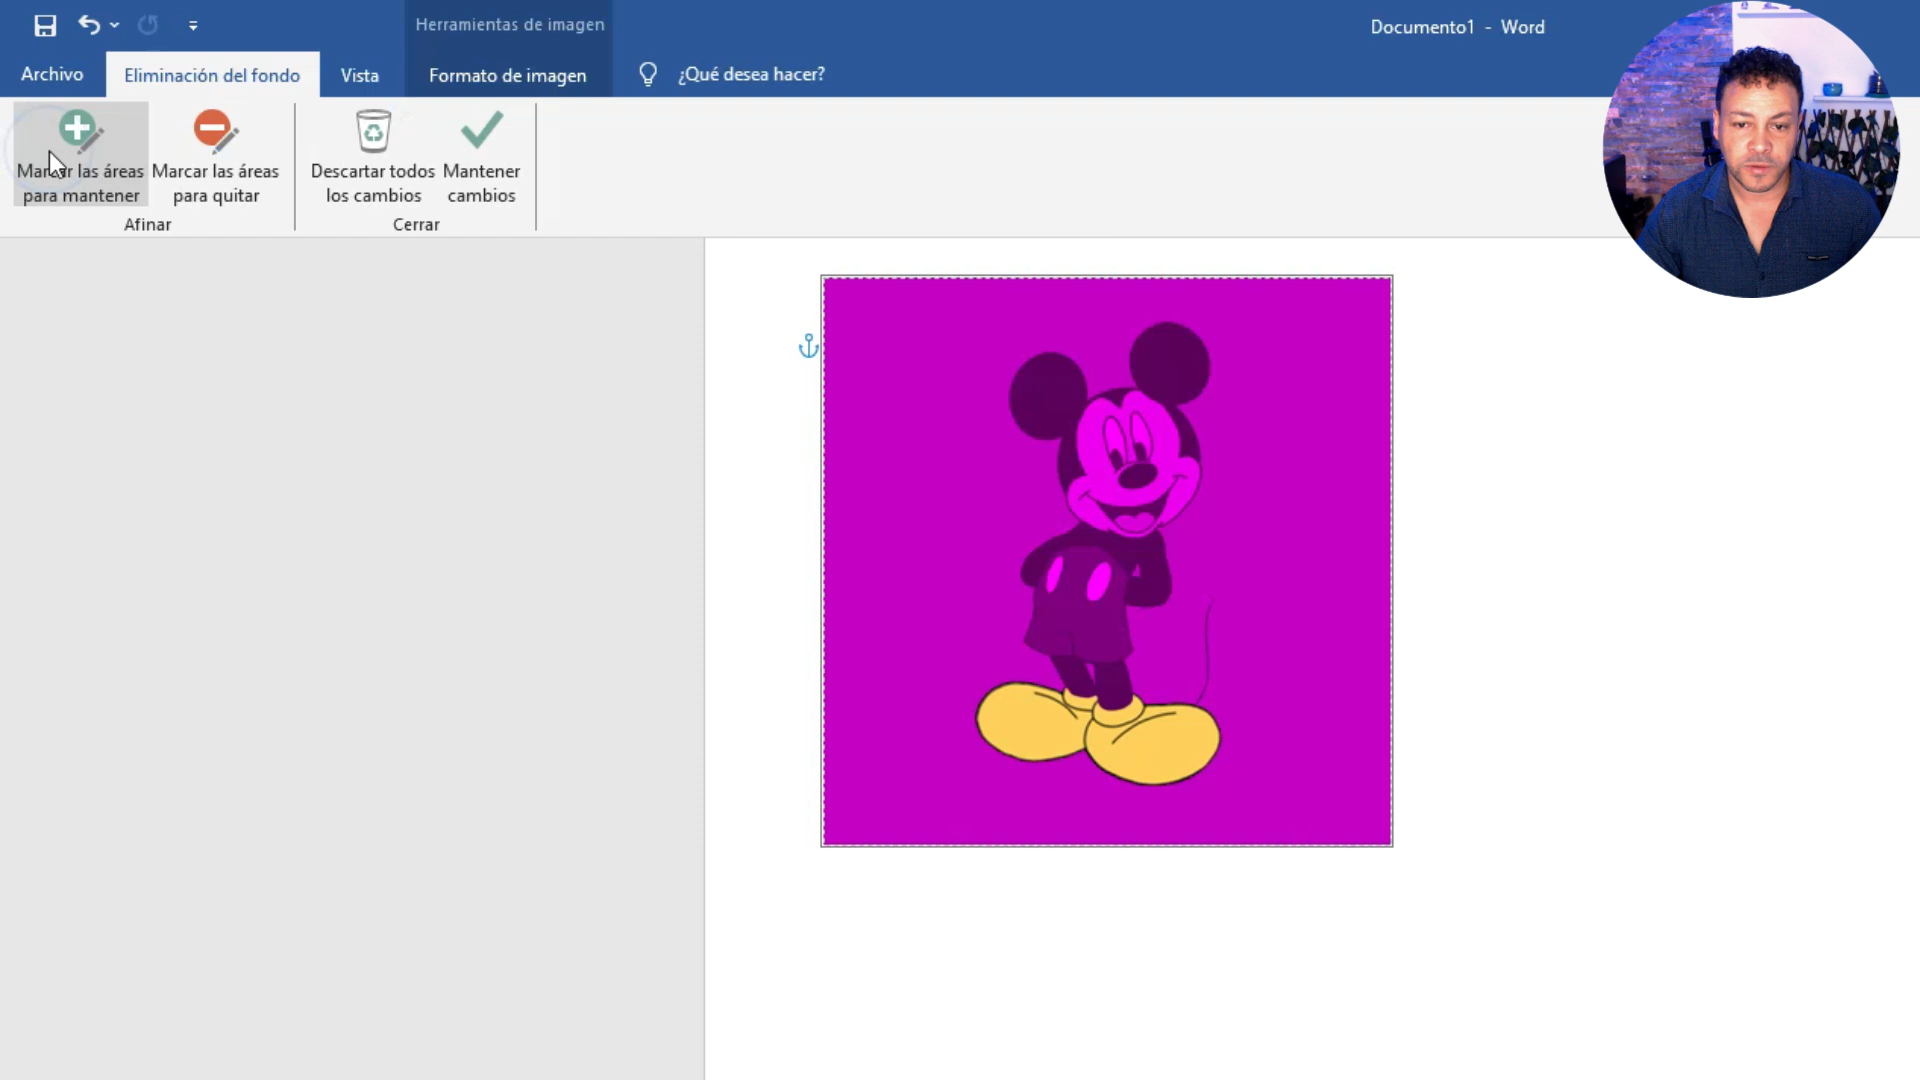 Herramientas de imagen
Documento1 - Word
Archivo
Eliminación del fondo
Vista
Formato de imagen
¿Qué desea hacer?
Marcar las áreas
para mantener
Marcar las áreas
para quitar
Descartar todos
los cambios
Mantener
cambios
Afinar
Cerrar